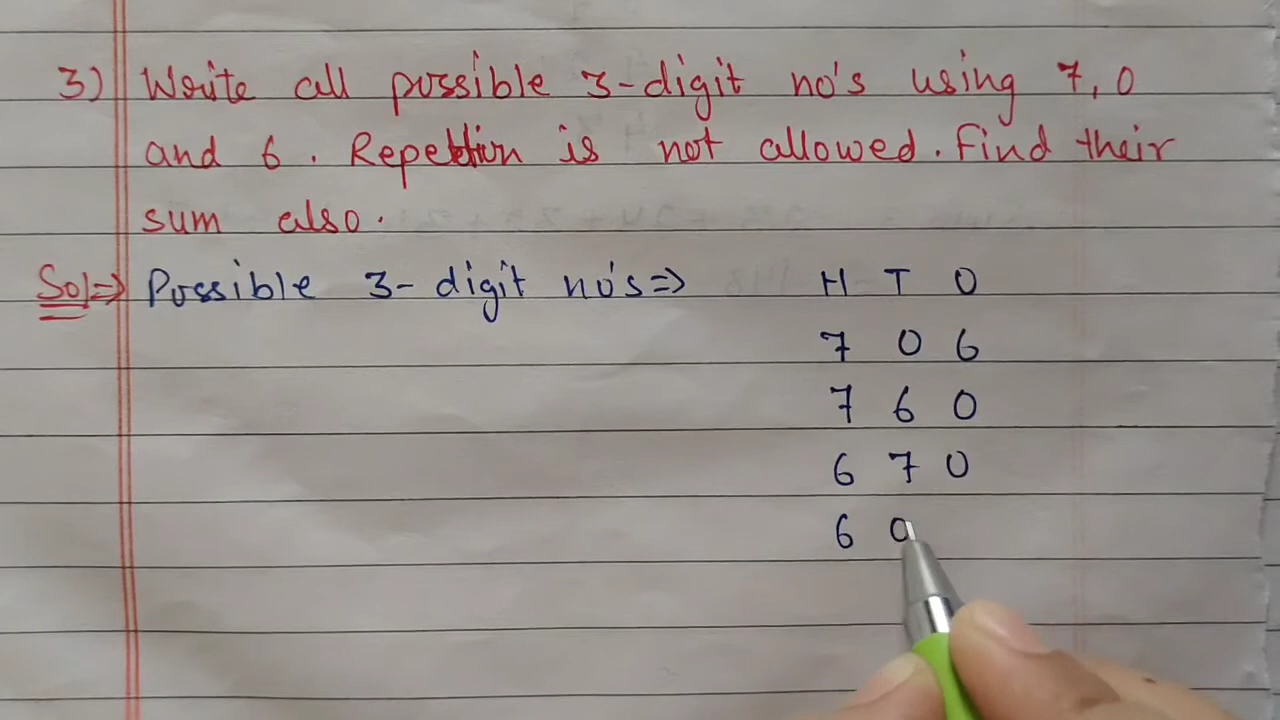 3) Write all possible 3-digit no's using 7, 0
and 6. Repetition is not allowed. Find their
sum also.
Sol⇒ Possible 3-digit no's⇒ H T O
7 0 6
7 6 0
6 7 0
6 0